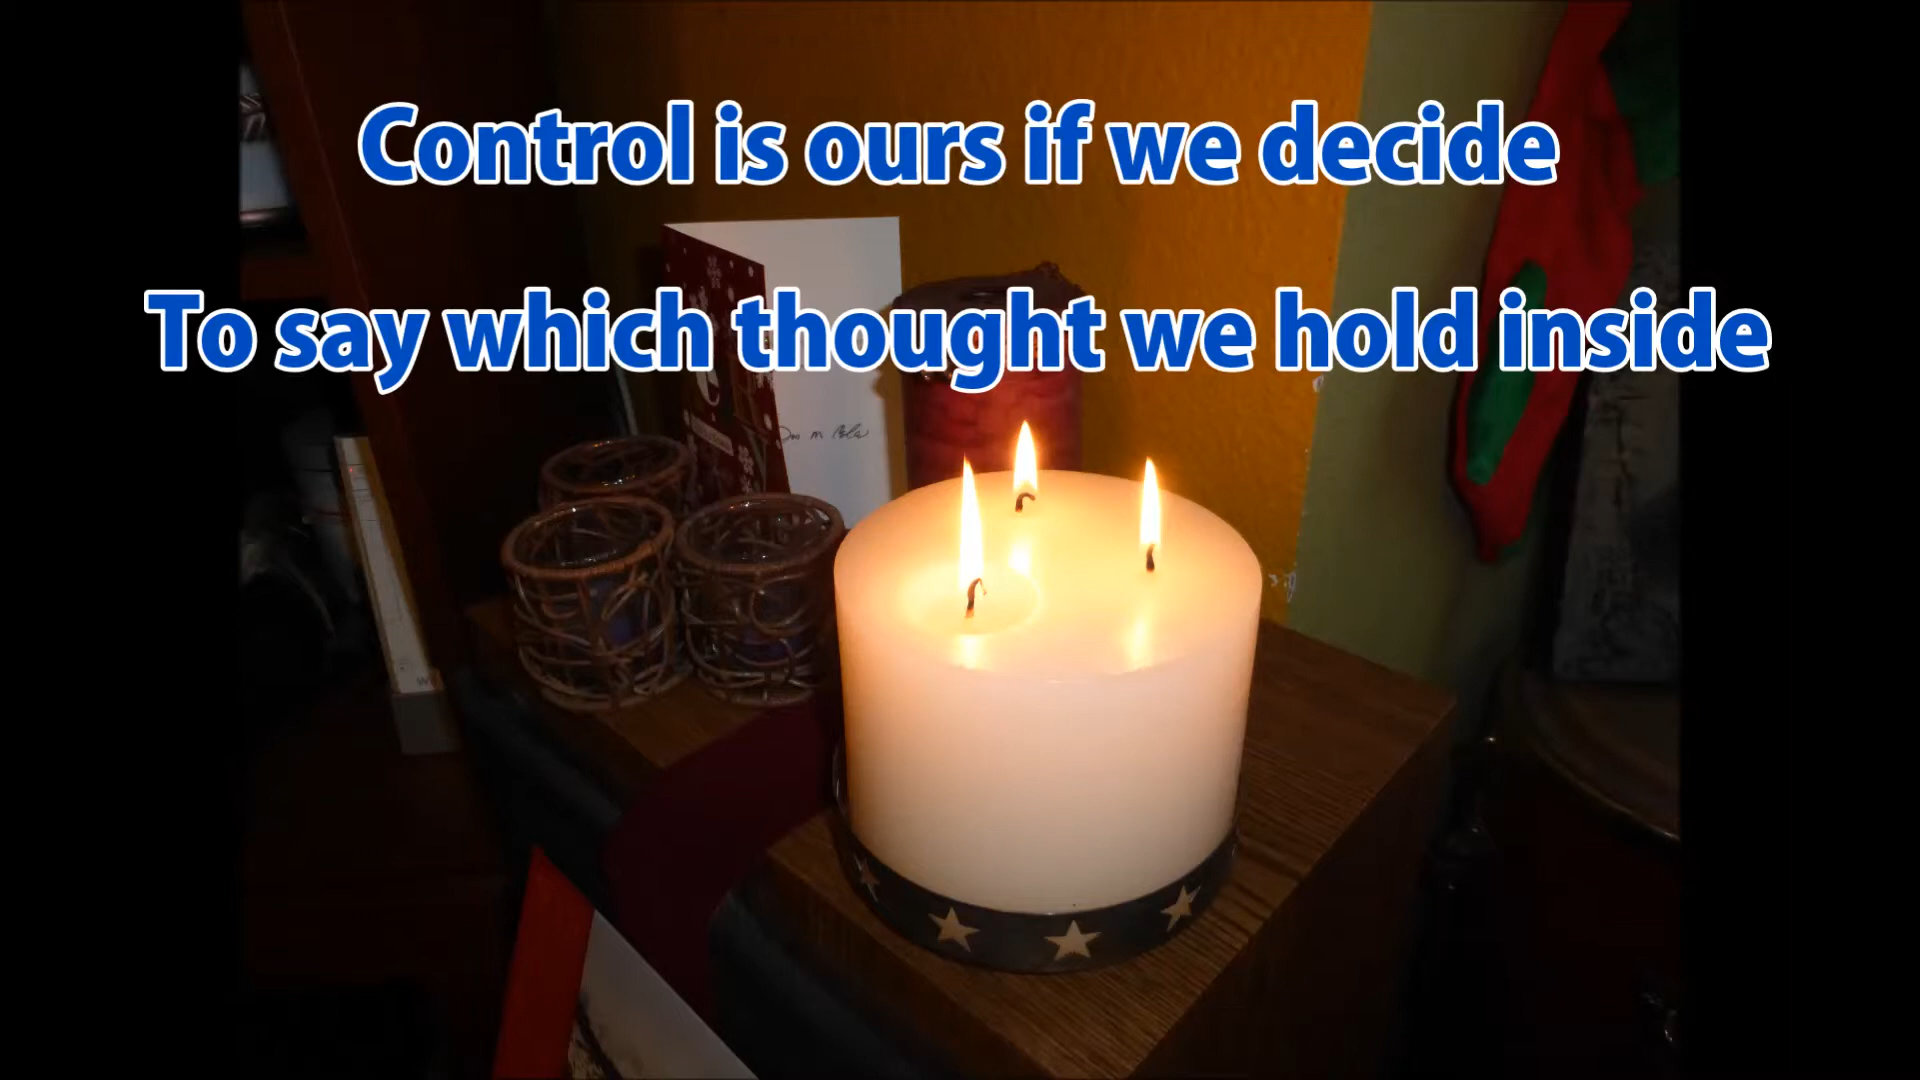 Control is ours if we decide
To say which thought we hold inside